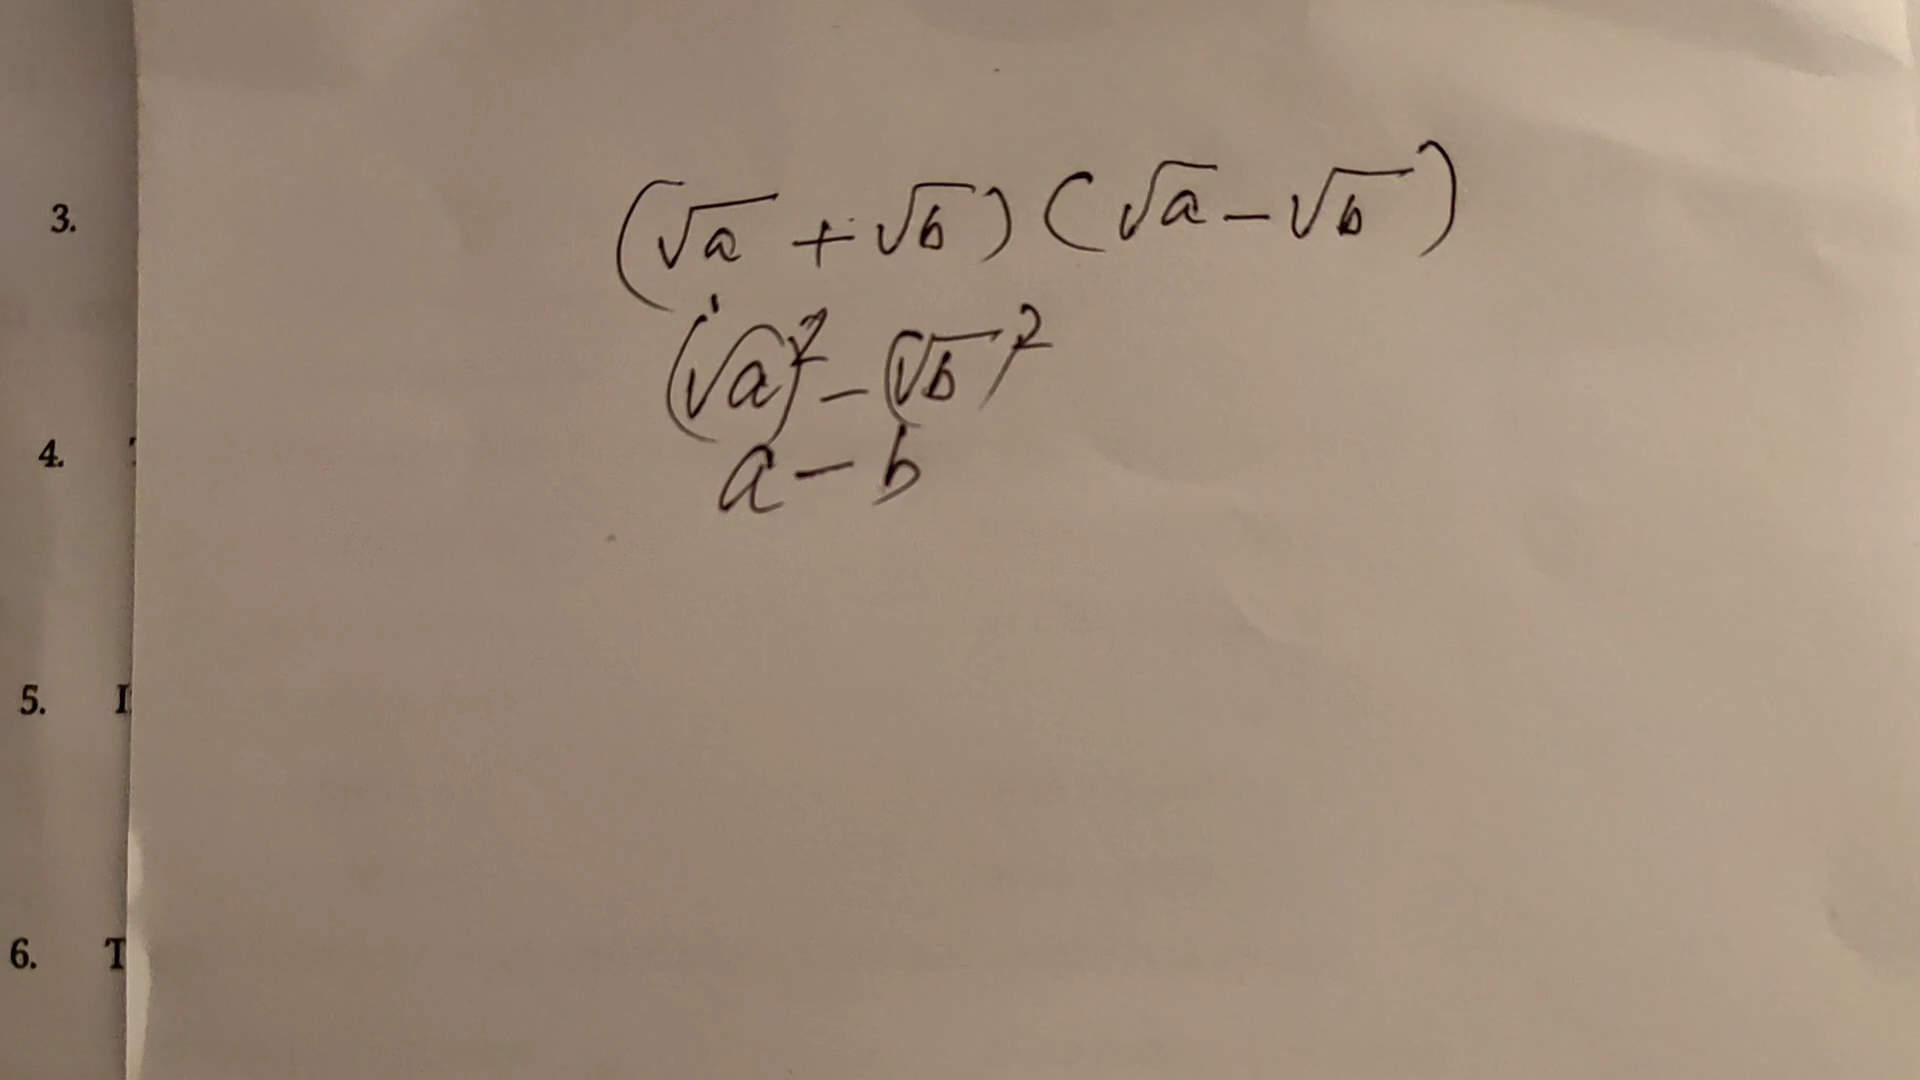 3.
(√a + √b) (√a - √b)
(√a)² - (√b)²
4.
a - b
5. I
6. T